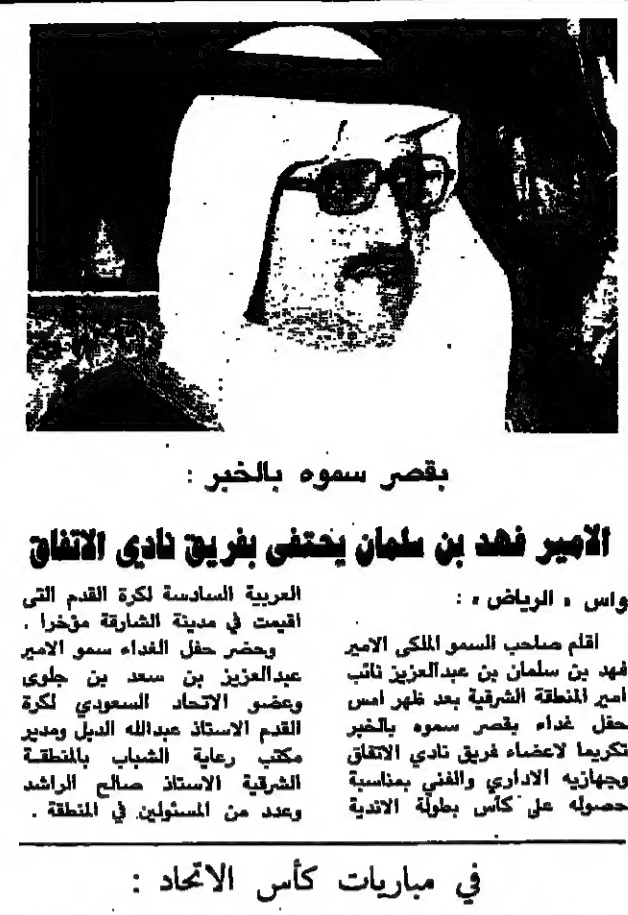 بقصر سموه بالخبر :
الامير فهد بن سلمان يحتفى بفريق نادى الاتفاق
واس « الرياض » :
اقام صاحب السمو الملكى الامير
فهد بن سلمان بن عبدالعزيز نائب
امير المنطقة الشرقية بعد ظهر امس
حفل غداء بقصر سموه بالخبر
تكريما لاعضاء فريق نادي الاتفاق
وجهازيه الاداري والفني بمناسبة
حصوله على كأس بطولة الاندية
العربية السادسة لكرة القدم التى
اقيمت في مدينة الشارقة مؤخرا .
وحضر حفل الغداء سمو الامير
عبدالعزيز بن سعد بن جلوى
وعضو الاتحاد السعودي لكرة
القدم الاستاذ عبدالله الدبل ومدير
مكتب رعاية الشباب بالمنطقة
الشرقية الاستاذ صالح الراشد
وعدد من المسئولين في المنطقة .
في مباريات كأس الاتحاد :